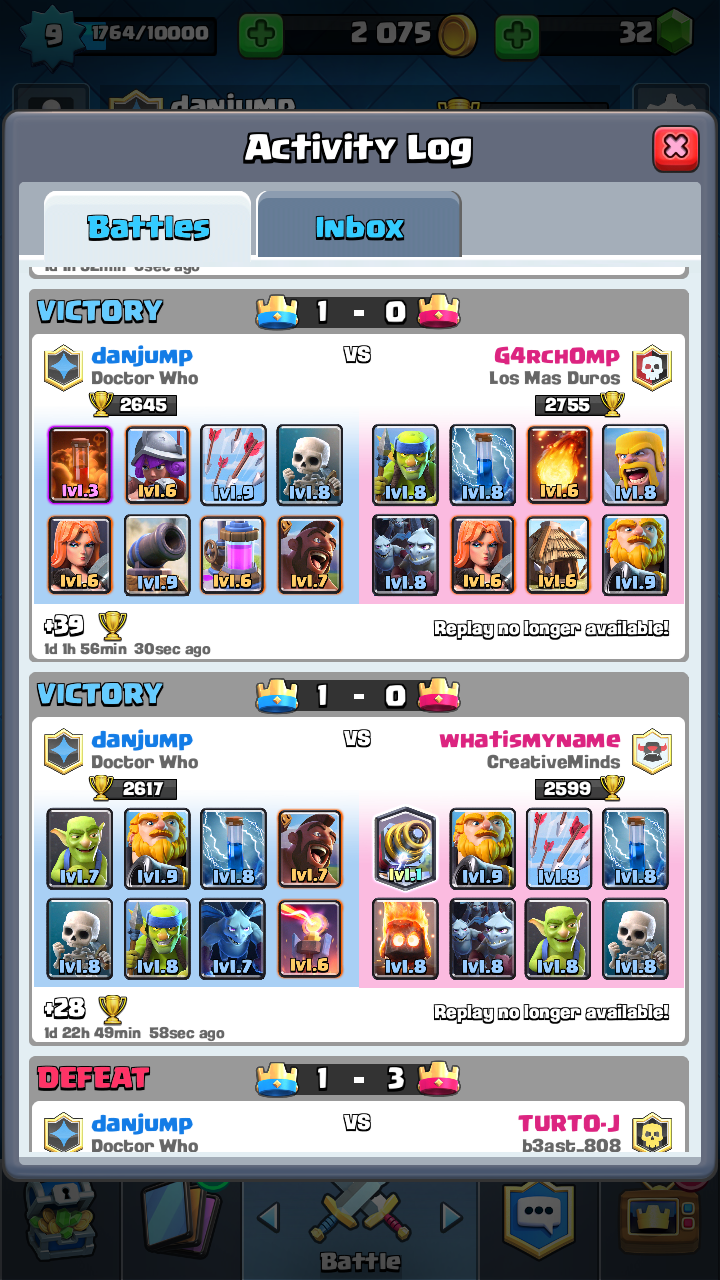 9 1764/10000 2 075 32
danjump
Activity Log
Battles Inbox
VICTORY 1 - 0
danjump VS G4RCH0MP
Doctor Who Los Mas Duros
2645 2755
lvl.3 lvl.6 lvl.9 lvl.8 lvl.8 lvl.8 lvl.6 lvl.8
lvl.6 lvl.9 lvl.6 lvl.7 lvl.8 lvl.6 lvl.6 lvl.9
+39 Replay no longer available!
1d 1h 56min 30sec ago
VICTORY 1 - 0
danjump VS WHATISMYNAME
Doctor Who CreativeMinds
2617 2599
lvl.7 lvl.9 lvl.8 lvl.7 lvl.1 lvl.9 lvl.8 lvl.8
lvl.8 lvl.8 lvl.7 lvl.6 lvl.8 lvl.8 lvl.8 lvl.8
+28 Replay no longer available!
1d 22h 49min 58sec ago
DEFEAT 1 - 3
danjump VS TURTO-J
Doctor Who b3ast_808
Battle